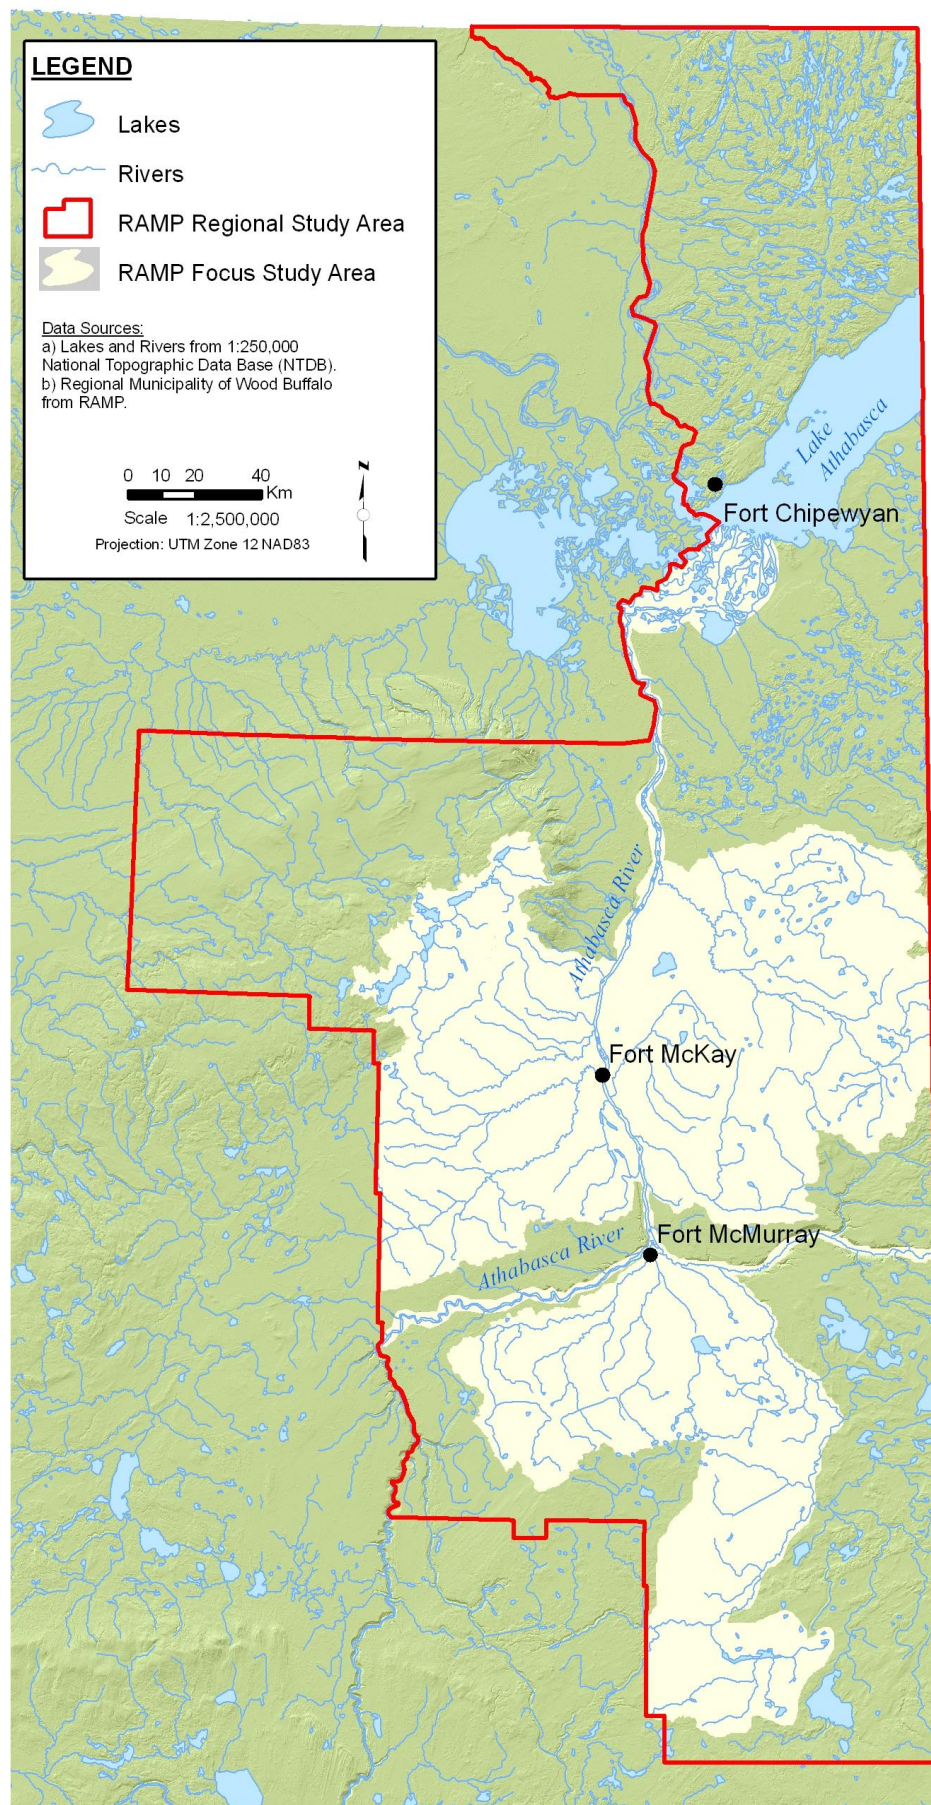 LEGEND
Lakes
Rivers
RAMP Regional Study Area
RAMP Focus Study Area
Data Sources:
a) Lakes and Rivers from 1:250,000
National Topographic Data Base (NTDB).
b) Regional Municipality of Wood Buffalo
from RAMP.
0 10 20 40
Km
Scale 1:2,500,000
Projection: UTM Zone 12 NAD83
N
Lake
Athabasca
Fort Chipewyan
Athabasca River
Fort McKay
Fort McMurray
Athabasca River